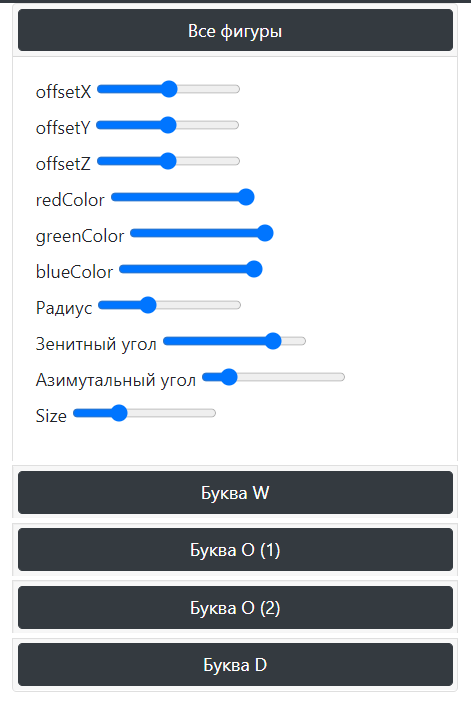 Все фигуры
offsetX
offsetY
offsetZ
redColor
greenColor
blueColor
Радиус
Зенитный угол
Азимутальный угол
Size
Буква W
Буква O (1)
Буква O (2)
Буква D